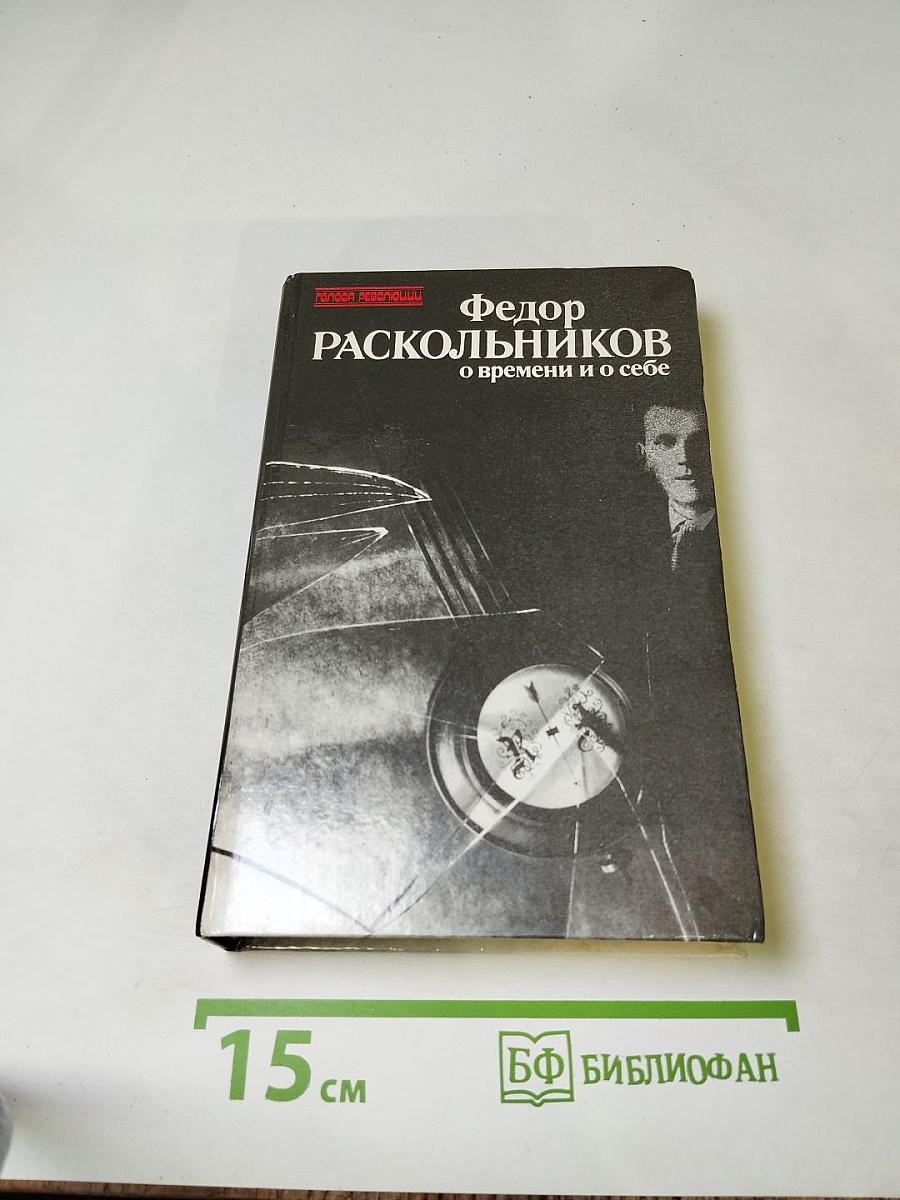 ГОЛОСА РЕВОЛЮЦИИ
Федор
РАСКОЛЬНИКОВ
о времени и о себе
15 см
БФ БИБЛИОФАН